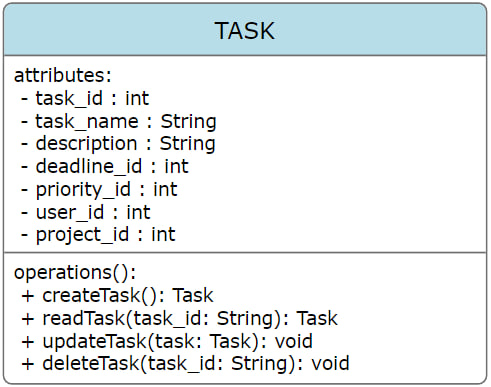 TASK
attributes:
- task_id : int
- task_name : String
- description : String
- deadline_id : int
- priority_id : int
- user_id : int
- project_id : int
operations():
+ createTask(): Task
+ readTask(task_id: String): Task
+ updateTask(task: Task): void
+ deleteTask(task_id: String): void